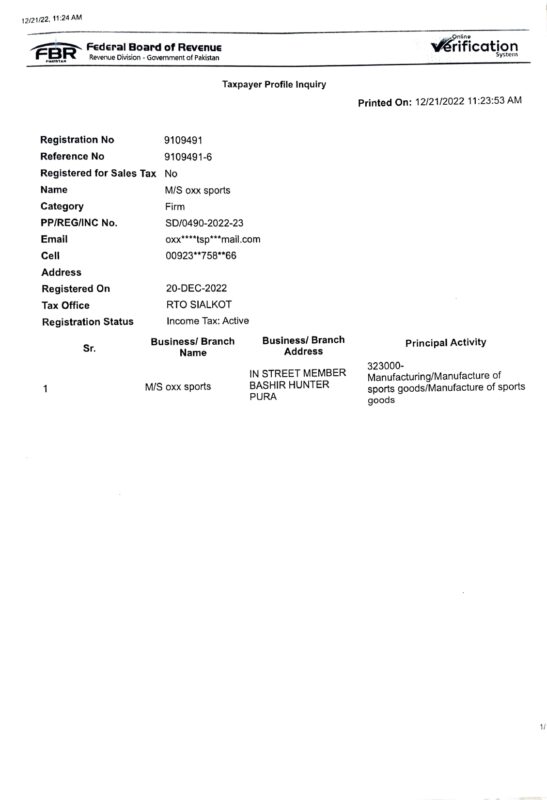 12/21/22, 11:24 AM
FBR
PAKISTAN
Federal Board of Revenue
Revenue Division - Government of Pakistan
Online
Verification
System
Taxpayer Profile Inquiry
Printed On: 12/21/2022 11:23:53 AM
Registration No 9109491
Reference No 9109491-6
Registered for Sales Tax No
Name M/S oxx sports
Category Firm
PP/REG/INC No. SD/0490-2022-23
Email oxx****tsp***mail.com
Cell 00923**758**66
Address
Registered On 20-DEC-2022
Tax Office RTO SIALKOT
Registration Status Income Tax: Active
Sr. Business/ Branch Name Business/ Branch Address Principal Activity
1 M/S oxx sports IN STREET MEMBER BASHIR HUNTER PURA 323000-Manufacturing/Manufacture of sports goods/Manufacture of sports goods
1/